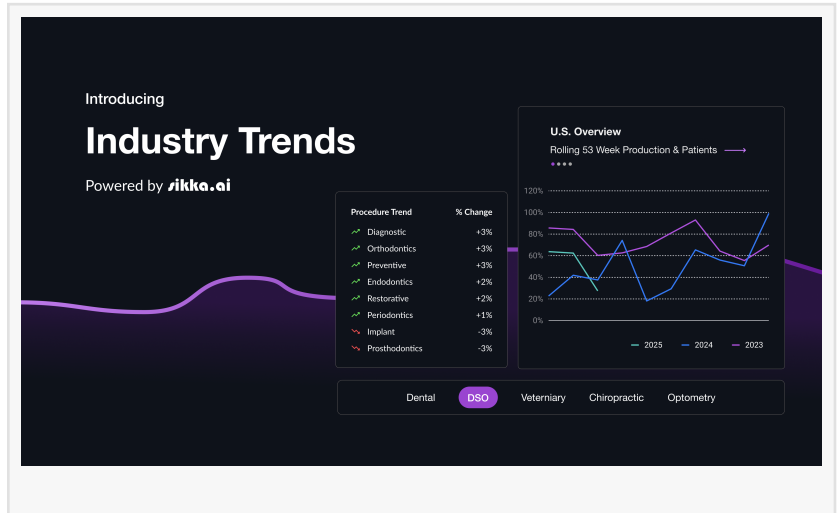 Introducing
Industry Trends
Powered by sikka.ai
Procedure Trend % Change
Diagnostic +3%
Orthodontics +3%
Preventive +3%
Endodontics +2%
Restorative +2%
Periodontics +1%
Implant -3%
Prosthodontics -3%
U.S. Overview
Rolling 53 Week Production & Patients
120%
100%
80%
60%
40%
20%
0%
2025 2024 2023
Dental DSO Veterniary Chiropractic Optometry